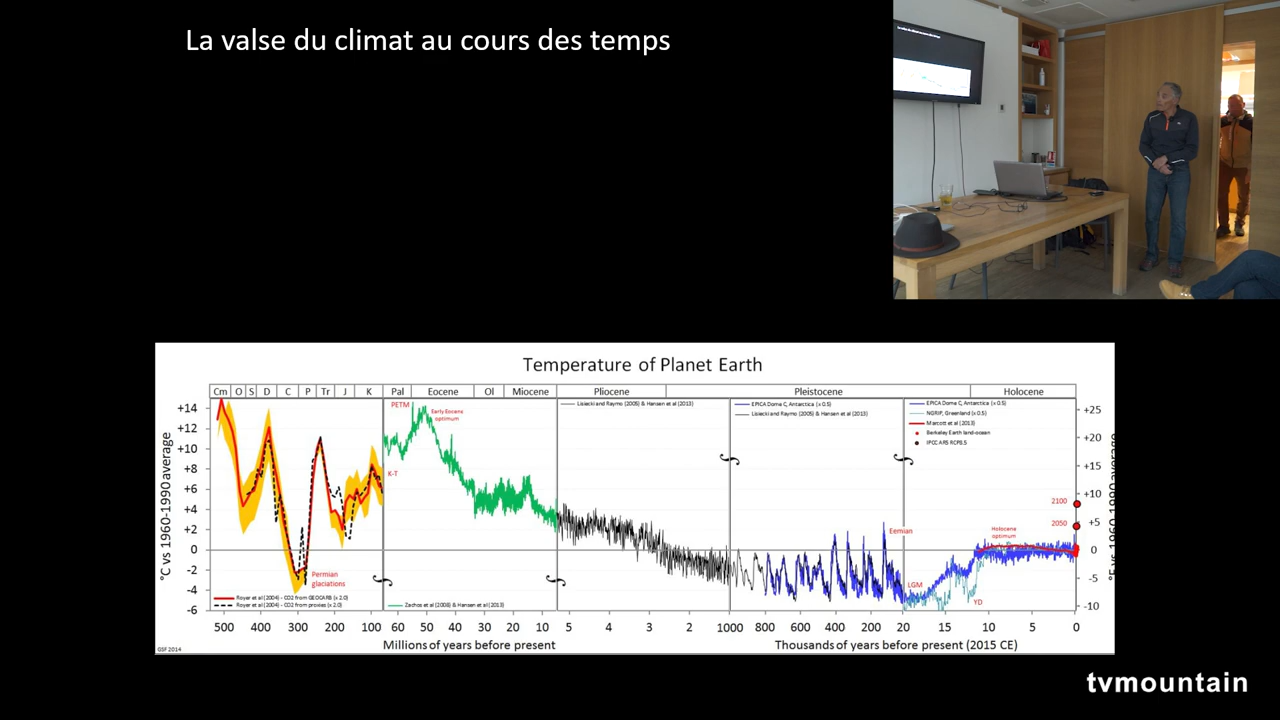 La valse du climat au cours des temps
Temperature of Planet Earth
Cm O S D C P Tr J K Pal Eocene Ol Miocene Pliocene Pleistocene Holocene
°C vs 1960-1990 average
+14
+12
+10
+8
+6
+4
+2
0
-2
-4
-6
PETM
Early Eocene
optimum
K-T
Permian
glaciations
Royer et al (2004) - CO2 from GEOCARB (x 2.0)
Royer et al (2004) - CO2 from proxies (x 2.0)
Zachos et al (2008) & Hansen et al (2013)
Lisiecki and Raymo (2005) & Hansen et al (2013)
EPICA Dome C, Antarctica (x 0.5)
Lisiecki and Raymo (2005) & Hansen et al (2013)
EPICA Dome C, Antarctica (x 0.5)
NGRIP, Greenland (x 0.5)
Marcott et al (2013)
Berkeley Earth land-ocean
IPCC AR5 RCP8.5
Eemian
LGM
YD
Holocene
optimum
2100
2050
+25
+20
+15
+10
+5
0
-5
-10
°F vs 1960-1990 average
500 400 300 200 100 60 50 40 30 20 10 5 4 3 2 1000 800 600 400 200 20 15 10 5 0
Millions of years before present
Thousands of years before present (2015 CE)
GSF 2014
tvmountain